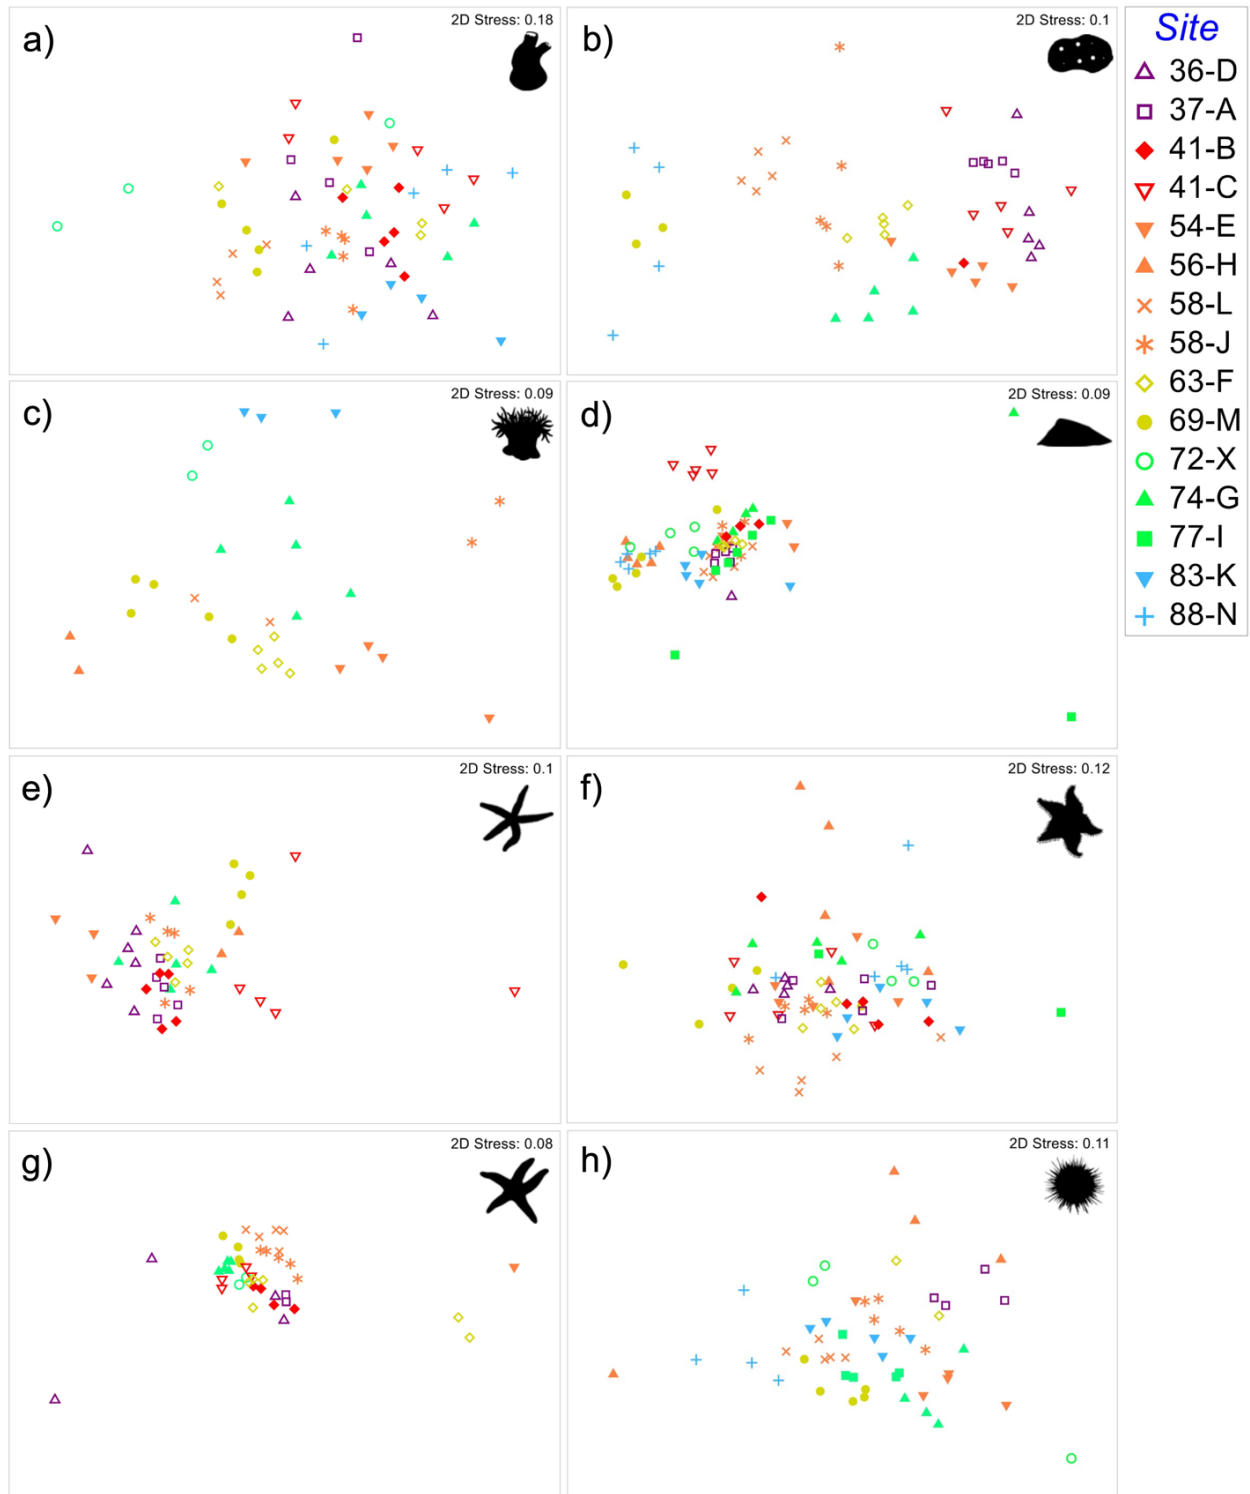 a)
2D Stress: 0.18
b)
2D Stress: 0.1
Site
36-D
37-A
41-B
41-C
54-E
56-H
58-L
58-J
63-F
69-M
72-X
74-G
77-I
83-K
88-N
c)
2D Stress: 0.09
d)
2D Stress: 0.09
e)
2D Stress: 0.1
f)
2D Stress: 0.12
g)
2D Stress: 0.08
h)
2D Stress: 0.11